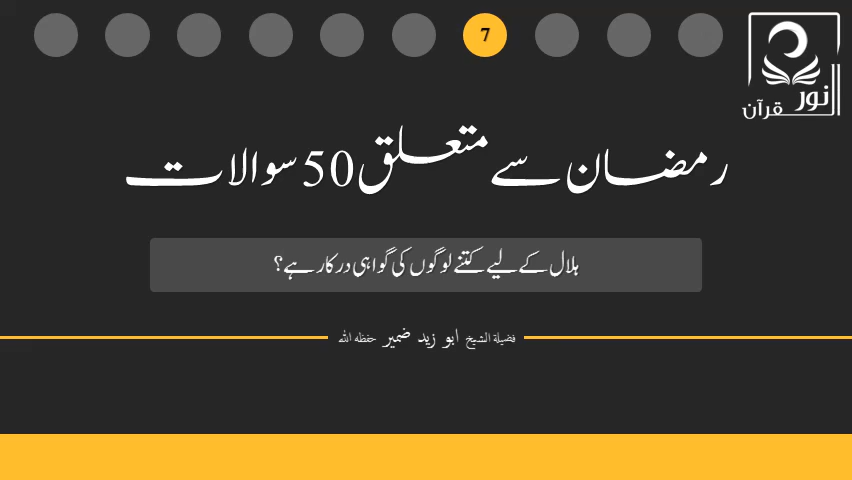 7
النور
قرآن
رمضان سے متعلق 50 سوالات
ہلال کے لیے کتنے لوگوں کی گواہی درکار ہے؟
فضیلۃ الشیخ ابو زید ضمیر حفظہ اللہ